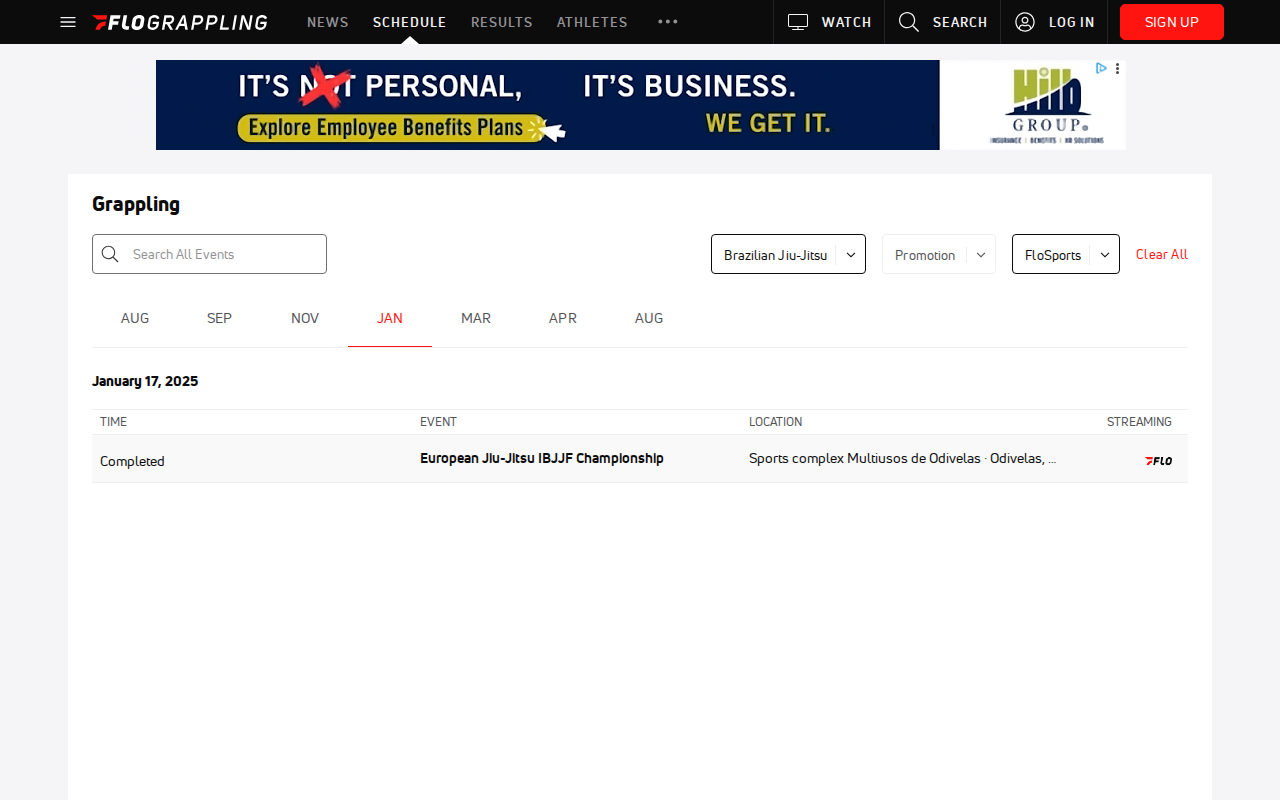 FLOGRAPPLING NEWS SCHEDULE RESULTS ATHLETES WATCH SEARCH LOG IN SIGN UP
IT'S NOT PERSONAL, IT'S BUSINESS.
Explore Employee Benefits Plans WE GET IT.
Hill
GROUP
INSURANCE | BENEFITS | HR SOLUTIONS
Grappling
Search All Events Brazilian Jiu-Jitsu Promotion FloSports Clear All
AUG SEP NOV JAN MAR APR AUG
January 17, 2025
TIME EVENT LOCATION STREAMING
Completed European Jiu-Jitsu IBJJF Championship Sports complex Multiusos de Odivelas · Odivelas, ... FLO